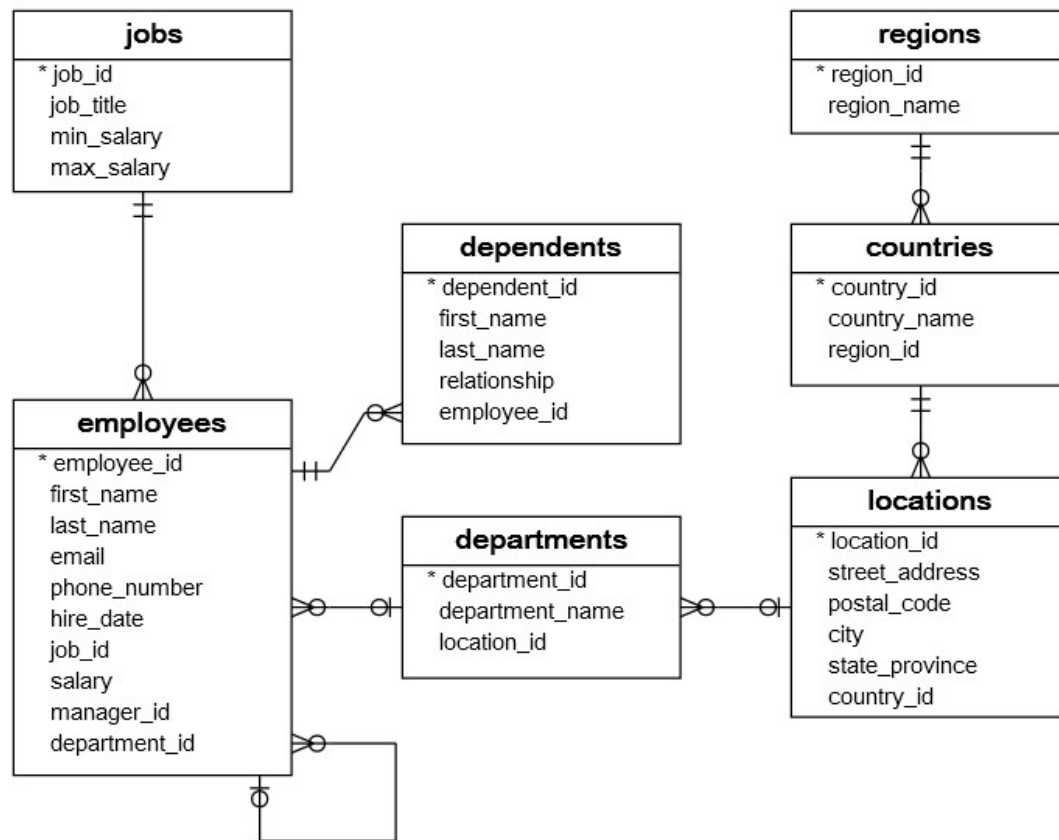 jobs
* job_id
job_title
min_salary
max_salary
regions
* region_id
region_name
dependents
* dependent_id
first_name
last_name
relationship
employee_id
countries
* country_id
country_name
region_id
employees
* employee_id
first_name
last_name
email
phone_number
hire_date
job_id
salary
manager_id
department_id
departments
* department_id
department_name
location_id
locations
* location_id
street_address
postal_code
city
state_province
country_id